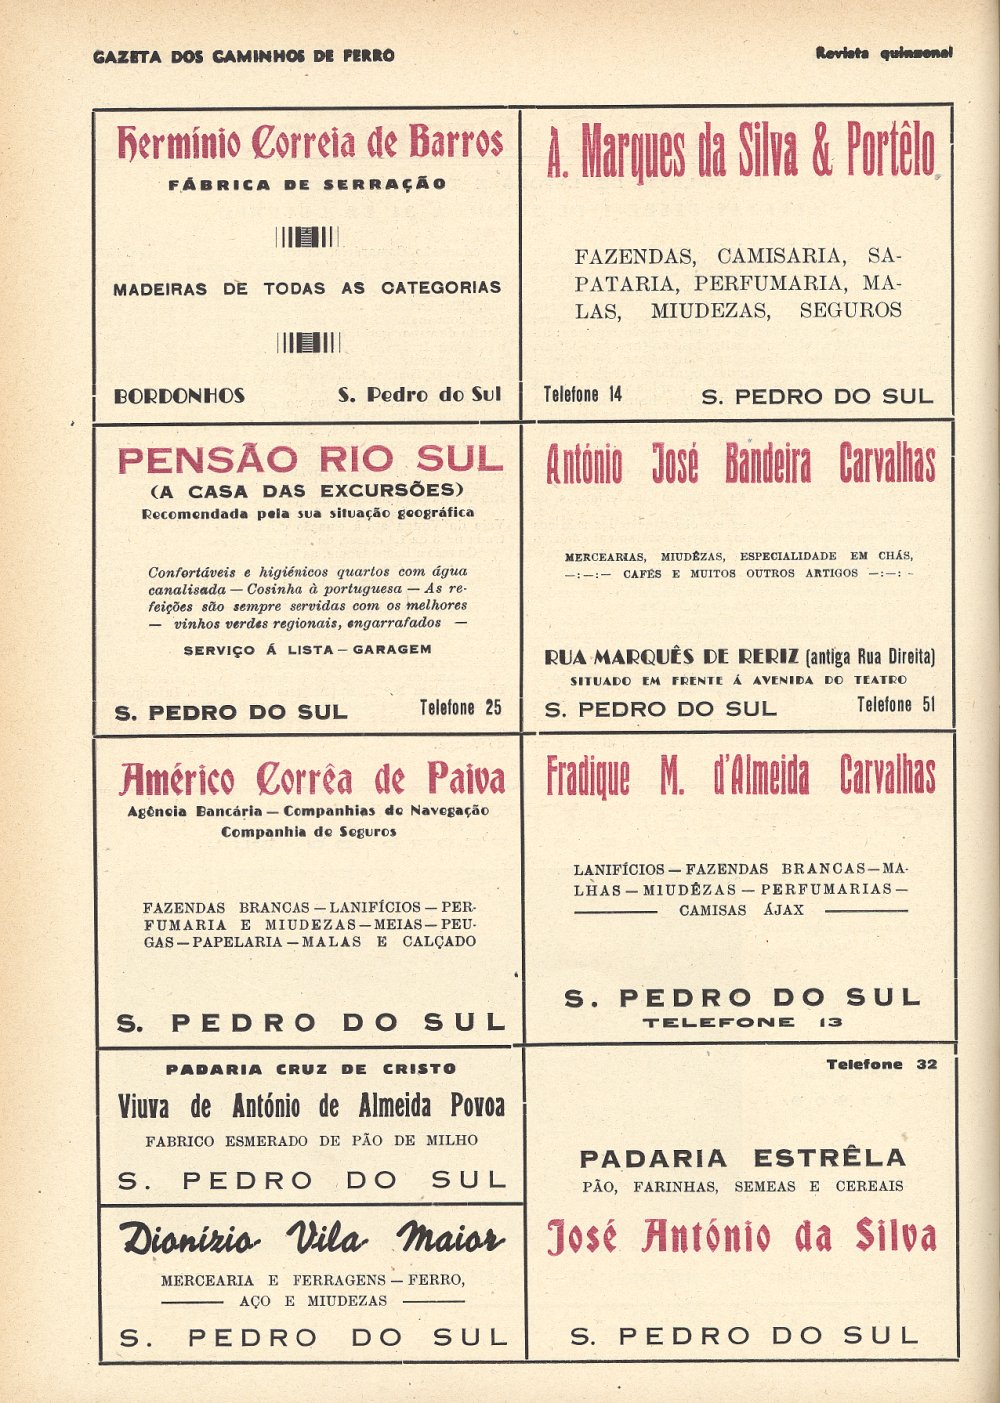 GAZETA DOS CAMINHOS DE FERRO
Revista quinzenal
Hermínio Correia de Barros
FÁBRICA DE SERRAÇÃO
MADEIRAS DE TODAS AS CATEGORIAS
BORDONHOS S. Pedro do Sul
A. Marques da Silva & Portêlo
FAZENDAS, CAMISARIA, SA-
PATARIA, PERFUMARIA, MA-
LAS, MIUDEZAS, SEGUROS
Telefone 14 S. PEDRO DO SUL
PENSÃO RIO SUL
(A CASA DAS EXCURSÕES)
Recomendada pela sua situação geográfica
Confortáveis e higiénicos quartos com água
canalisada — Cosinha à portuguesa — As re-
feições são sempre servidas com os melhores
— vinhos verdes regionais, engarrafados —
SERVIÇO Á LISTA — GARAGEM
S. PEDRO DO SUL Telefone 25
António José Bandeira Carvalhas
MERCEARIAS, MIUDÊZAS, ESPECIALIDADE EM CHÁS,
—:—:— CAFÉS E MUITOS OUTROS ARTIGOS —:—:—
RUA MARQUÊS DE RERIZ (antiga Rua Direita)
SITUADO EM FRENTE Á AVENIDA DO TEATRO
S. PEDRO DO SUL Telefone 51
Américo Corrêa de Paiva
Agência Bancária — Companhias de Navegação
Companhia de Seguros
FAZENDAS BRANCAS — LANIFÍCIOS — PER-
FUMARIA E MIUDEZAS — MEIAS — PEU-
GAS — PAPELARIA — MALAS E CALÇADO
S. PEDRO DO SUL
Fradique M. d'Almeida Carvalhas
LANIFÍCIOS — FAZENDAS BRANCAS — MA-
LHAS — MIUDÊZAS — PERFUMARIAS —
CAMISAS ÁJAX
S. PEDRO DO SUL
TELEFONE 13
PADARIA CRUZ DE CRISTO
Viuva de António de Almeida Povoa
FABRICO ESMERADO DE PÃO DE MILHO
S. PEDRO DO SUL
Dionízio Vila Maior
MERCEARIA E FERRAGENS — FERRO,
AÇO E MIUDEZAS
S. PEDRO DO SUL
Telefone 32
PADARIA ESTRÊLA
PÃO, FARINHAS, SEMEAS E CEREAIS
José António da Silva
S. PEDRO DO SUL